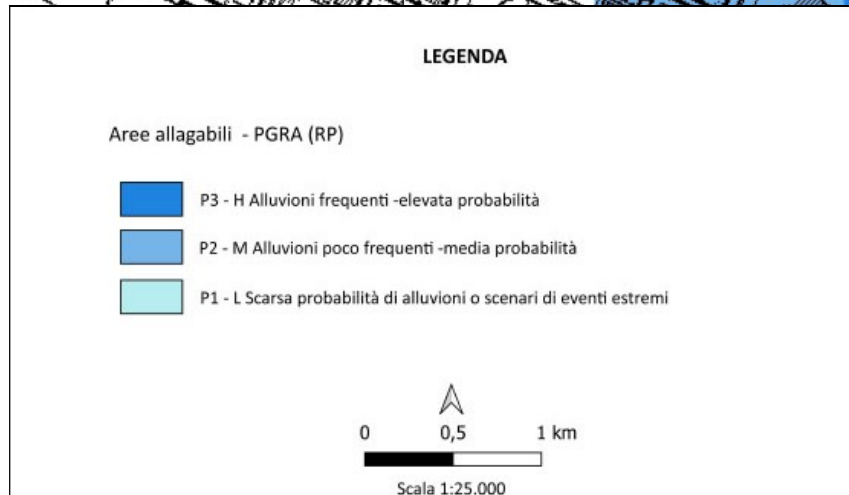 LEGENDA
Aree allagabili - PGRA (RP)
P3 - H Alluvioni frequenti -elevata probabilità
P2 - M Alluvioni poco frequenti -media probabilità
P1 - L Scarsa probabilità di alluvioni o scenari di eventi estremi
0 0,5 1 km
Scala 1:25.000